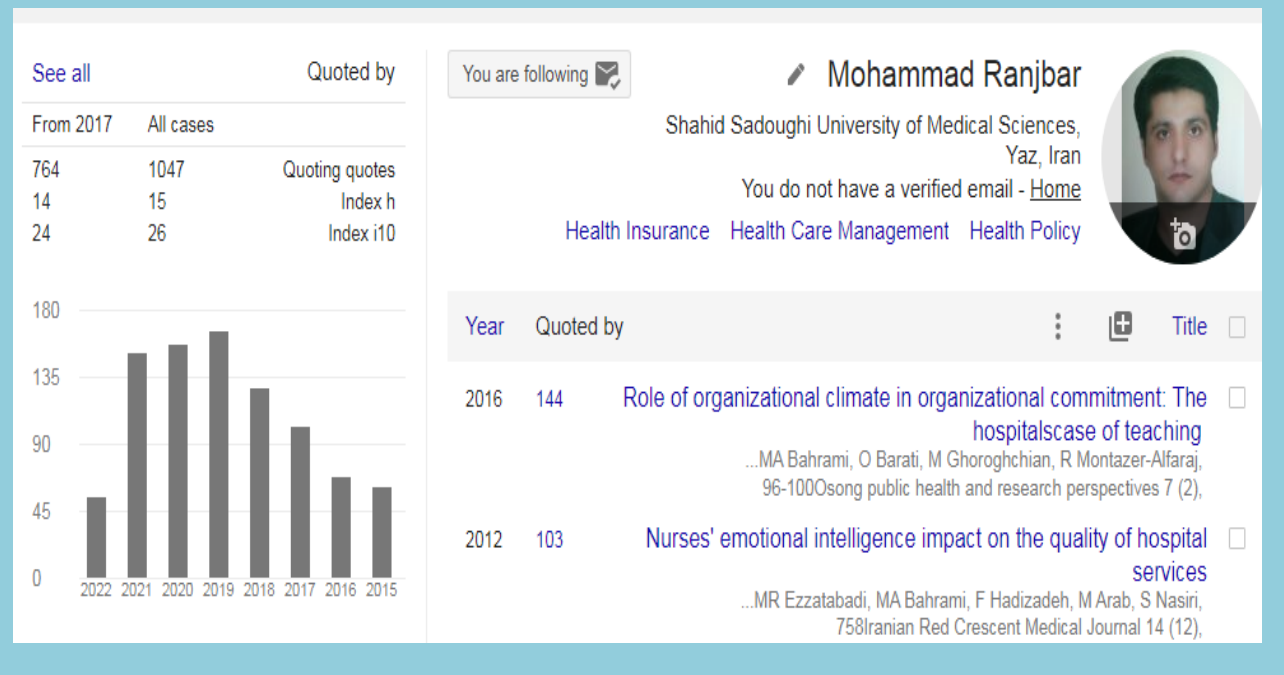 See all Quoted by
From 2017 All cases
764 1047 Quoting quotes
14 15 Index h
24 26 Index i10
180
135
90
45
0
2022 2021 2020 2019 2018 2017 2016 2015
You are following
Mohammad Ranjbar
Shahid Sadoughi University of Medical Sciences,
Yaz, Iran
You do not have a verified email - Home
Health Insurance Health Care Management Health Policy
Year Quoted by Title
2016 144 Role of organizational climate in organizational commitment: The
hospitalscase of teaching
...MA Bahrami, O Barati, M Ghoroghchian, R Montazer-Alfaraj,
96-100Osong public health and research perspectives 7 (2),
2012 103 Nurses' emotional intelligence impact on the quality of hospital
services
...MR Ezzatabadi, MA Bahrami, F Hadizadeh, M Arab, S Nasiri,
758Iranian Red Crescent Medical Journal 14 (12),